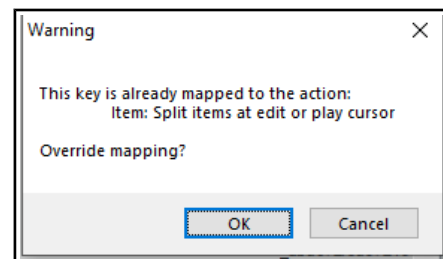 Warning
This key is already mapped to the action:
Item: Split items at edit or play cursor
Override mapping?
OK Cancel